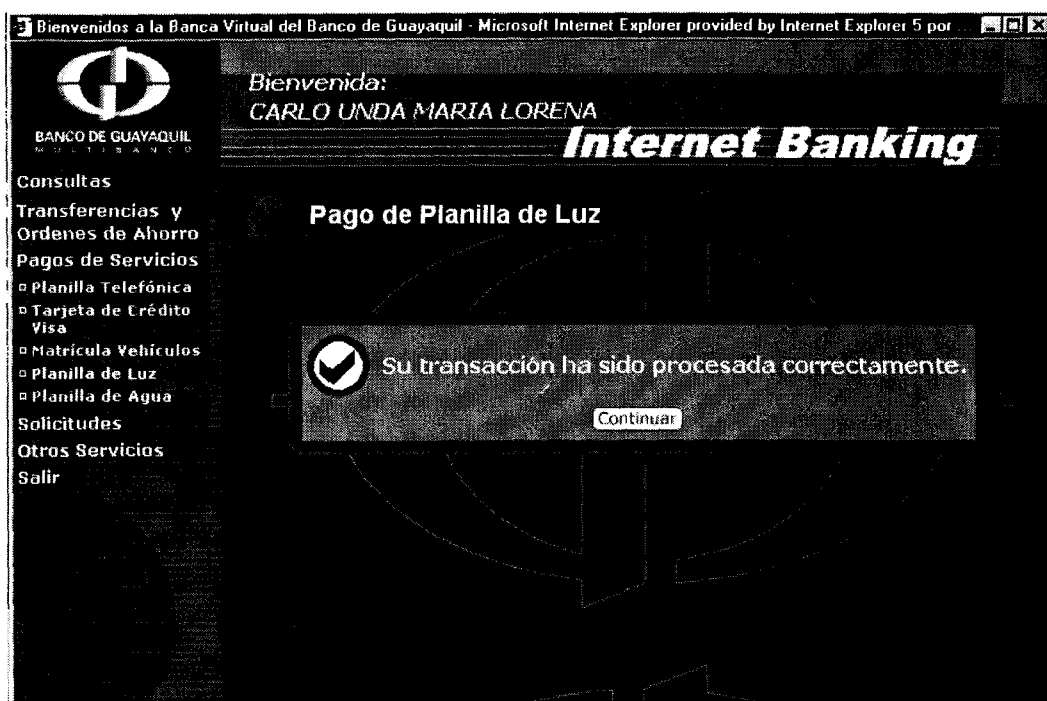 Bienvenidos a la Banca Virtual del Banco de Guayaquil - Microsoft Internet Explorer provided by Internet Explorer 5 por
BANCO DE GUAYAQUIL
MULTIBANCO
Bienvenida:
CARLO UNDA MARIA LORENA
Internet Banking
Consultas
Transferencias y
Ordenes de Ahorro
Pagos de Servicios
Planilla Telefónica
Tarjeta de Crédito
Visa
Matrícula Vehículos
Planilla de Luz
Planilla de Agua
Solicitudes
Otros Servicios
Salir
Pago de Planilla de Luz
Su transacción ha sido procesada correctamente.
Continuar